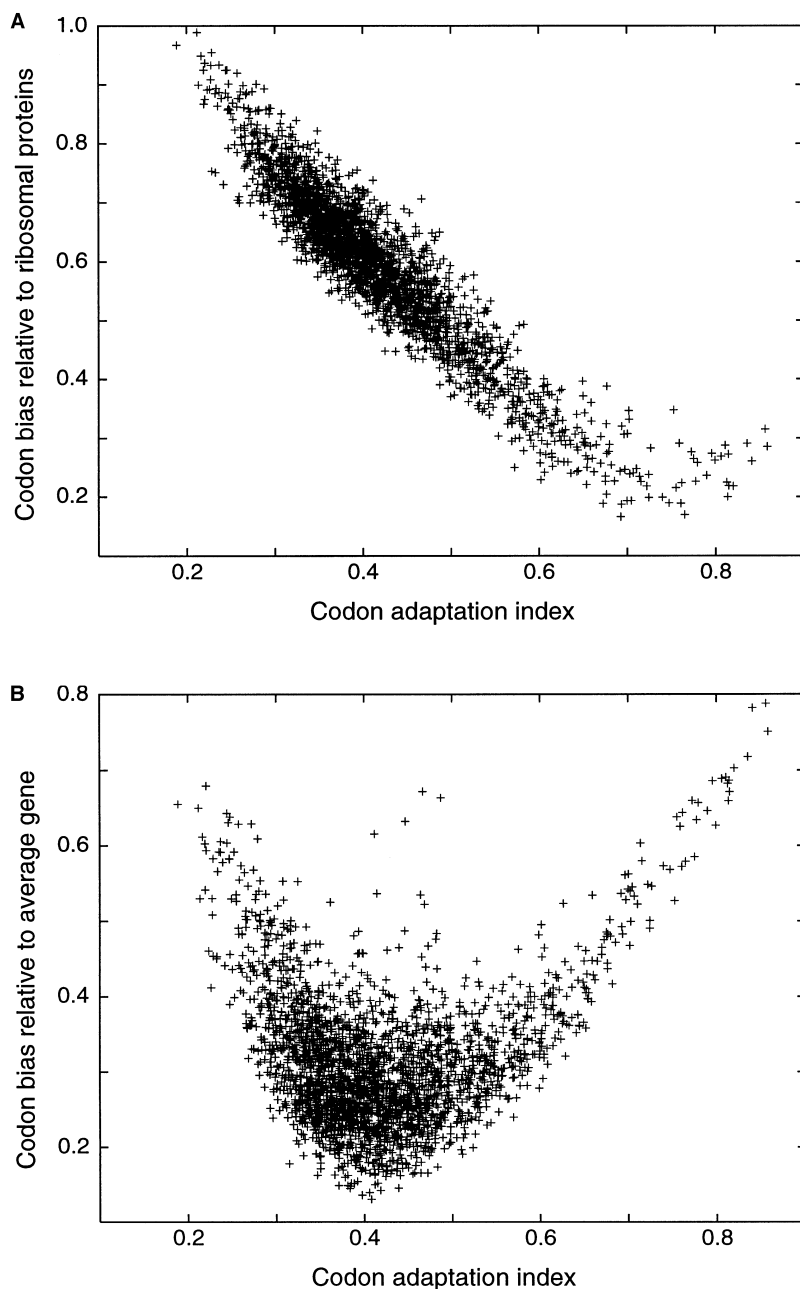 A
Codon bias relative to ribosomal proteins
1.0
0.8
0.6
0.4
0.2
0.2 0.4 0.6 0.8
Codon adaptation index
B
Codon bias relative to average gene
0.8
0.6
0.4
0.2
0.2 0.4 0.6 0.8
Codon adaptation index